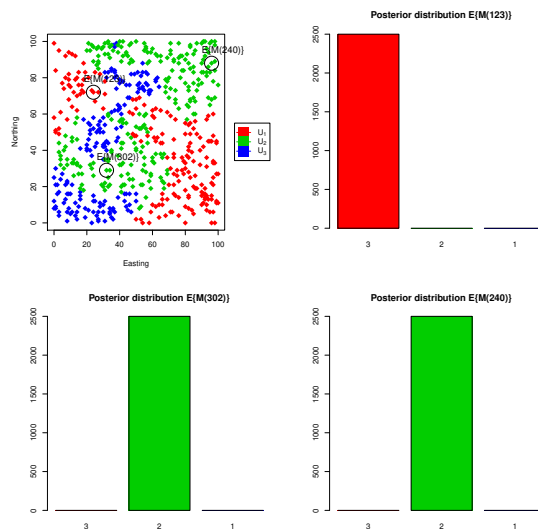 Posterior distribution E{M(123)}
E{M(240)}
E{M(123)}
E{M(302)}
Northing
0 20 40 60 80 100
0 20 40 60 80 100
Easting
U₁
U₂
U₃
0 500 1000 1500 2000 2500
3 2 1
Posterior distribution E{M(302)}
0 500 1000 1500 2000 2500
3 2 1
Posterior distribution E{M(240)}
0 500 1000 1500 2000 2500
3 2 1